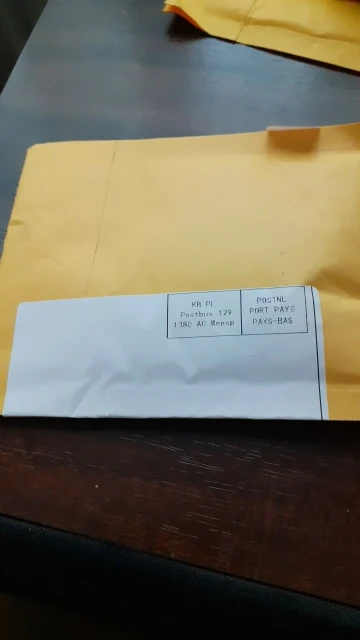 KB PL
Postbus 129
1380 AC Weesp
POSTNL
PORT PAYE
PAYS-BAS